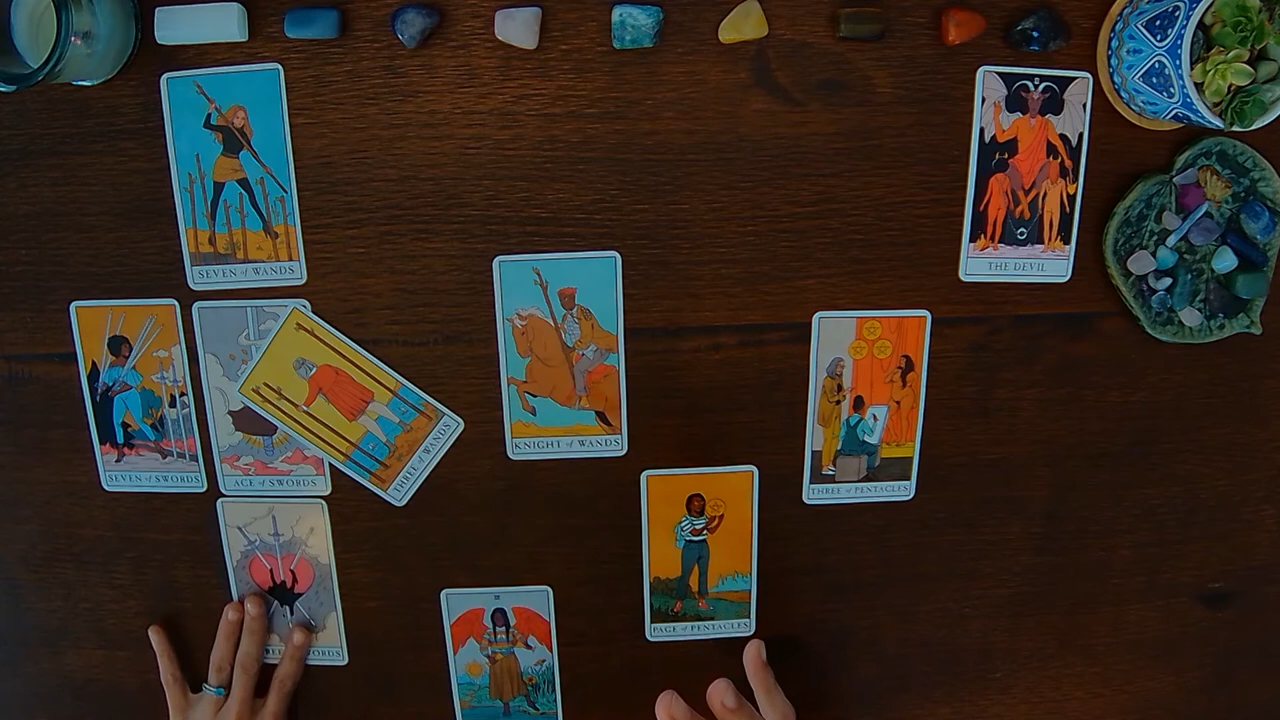 SEVEN of WANDS
THE DEVIL
KNIGHT of WANDS
SEVEN of SWORDS
ACE of SWORDS
THREE of WANDS
THREE of PENTACLES
PAGE of PENTACLES
SWORDS